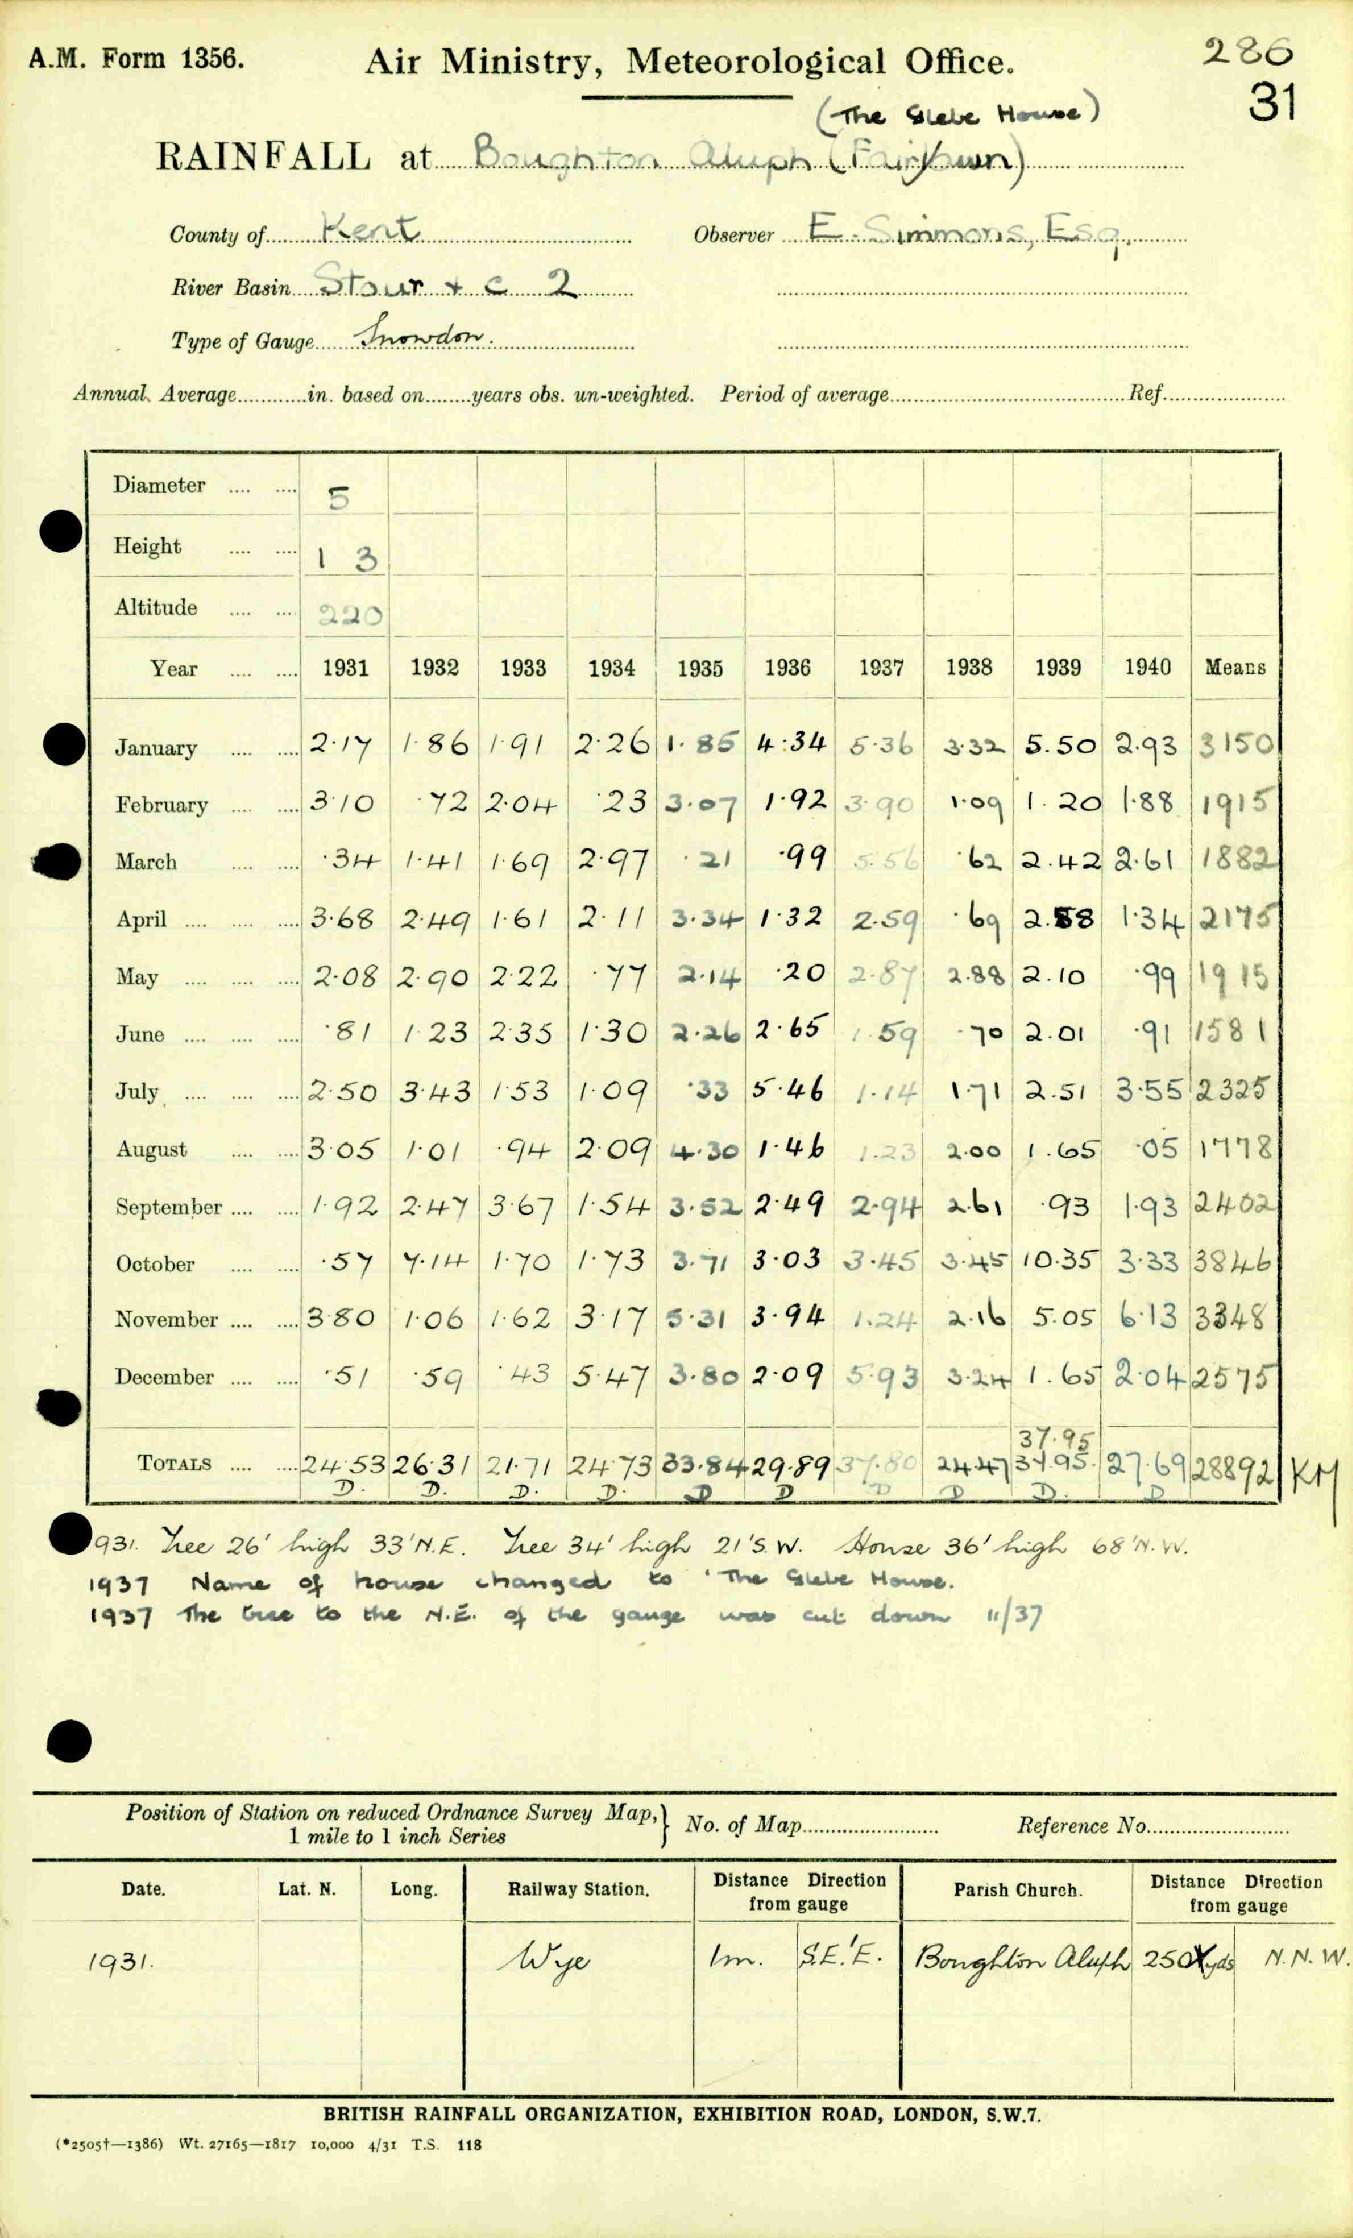 A.M. Form 1356. Air Ministry, Meteorological Office. 286
31
(The Glebe House)
RAINFALL at Boughton Aluph (Fairlawn)
County of Kent Observer E. Simmons, Esq.
River Basin Stour + c 2
Type of Gauge Snowdon.
Annual Average in. based on years obs. un-weighted. Period of average Ref.
Diameter 5
Height 1 3
Altitude 220
Year 1931 1932 1933 1934 1935 1936 1937 1938 1939 1940 Means
January 2.17 1.86 1.91 2.26 1.85 4.34 5.36 3.32 5.50 2.93 3150
February 3.10 .72 2.04 .23 3.07 1.92 3.90 1.09 1.20 1.88 1915
March .34 1.41 1.69 2.97 .21 .99 5.56 .62 2.42 2.61 1882
April 3.68 2.49 1.61 2.11 3.34 1.32 2.59 .69 2.58 1.34 2175
May 2.08 2.90 2.22 .77 2.14 .20 2.87 2.88 2.10 .99 1915
June .81 1.23 2.35 1.30 2.26 2.65 1.59 .70 2.01 .91 1581
July 2.50 3.43 1.53 1.09 .33 5.46 1.14 1.71 2.51 3.55 2325
August 3.05 1.01 .94 2.09 4.30 1.46 1.23 2.00 1.65 .05 1778
September 1.92 2.47 3.67 1.54 3.52 2.49 2.94 2.61 .93 1.93 2402
October .57 7.14 1.70 1.73 3.71 3.03 3.45 3.45 10.35 3.33 3846
November 3.80 1.06 1.62 3.17 5.31 3.94 1.24 2.16 5.05 6.13 3348
December .51 .59 .43 5.47 3.80 2.09 5.93 3.24 1.65 2.04 2575
37.95
TOTALS 24.53 26.31 21.71 24.73 33.84 29.89 37.80 24.47 37.95 27.69 28892 KM
D. D. D. D. D D D D D. D
1931. Tree 26' high 33' N.E. Tree 34' high 21' S.W. House 36' high 68' N.W.
1937 Name of house changed to 'The Glebe House.
1937 The tree to the N.E. of the gauge was cut down 11/37
Position of Station on reduced Ordnance Survey Map,} No. of Map Reference No.
1 mile to 1 inch Series
Date. Lat. N. Long. Railway Station. Distance Direction from gauge Parish Church. Distance Direction from gauge
1931. Wye 1m. S.E.'E. Boughton Aluph 250 yds N.N.W.
BRITISH RAINFALL ORGANIZATION, EXHIBITION ROAD, LONDON, S.W.7.
(*2505†—1386) Wt. 27165—1817 10,000 4/31 T.S. 118